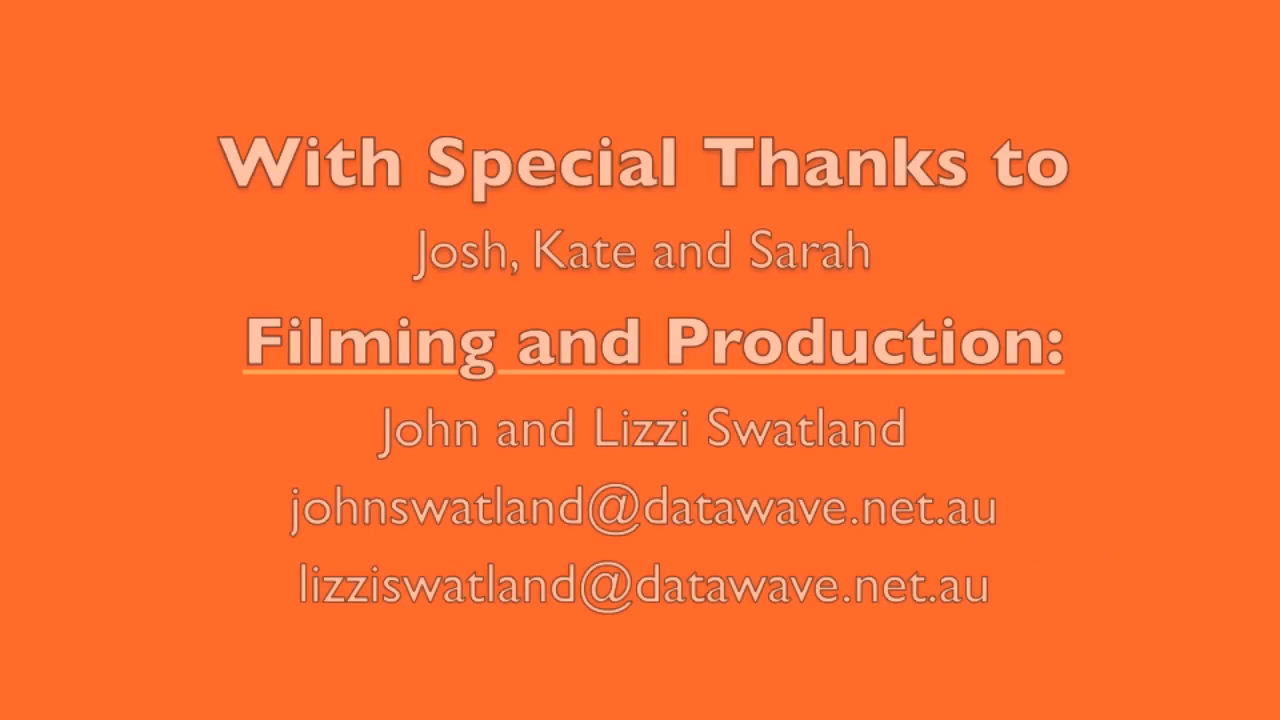 With Special Thanks to
Josh, Kate and Sarah
Filming and Production:
John and Lizzi Swatland
johnswatland@datawave.net.au
lizziswatland@datawave.net.au